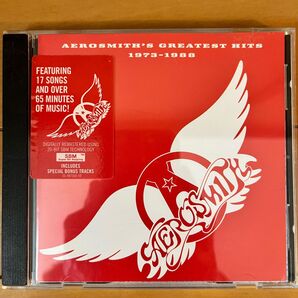 AEROSMITH'S GREATEST HITS
1973-1988
FEATURING
17 SONGS
AND OVER
65 MINUTES
OF MUSIC!
DIGITALLY REMASTERED USING
20-BIT SBM TECHNOLOGY
SBM
INCLUDES
SPECIAL BONUS TRACKS
AEROSMITH